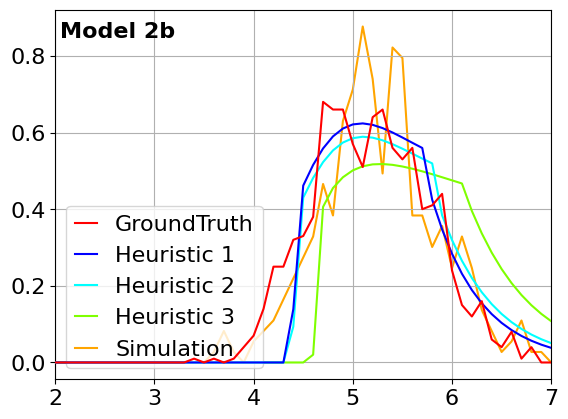 Model 2b
0.8
0.6
0.4
0.2
0.0
GroundTruth
Heuristic 1
Heuristic 2
Heuristic 3
Simulation
2 3 4 5 6 7